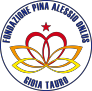 FONDAZIONE PINA ALESSIO ONLUS
GIOIA TAURO